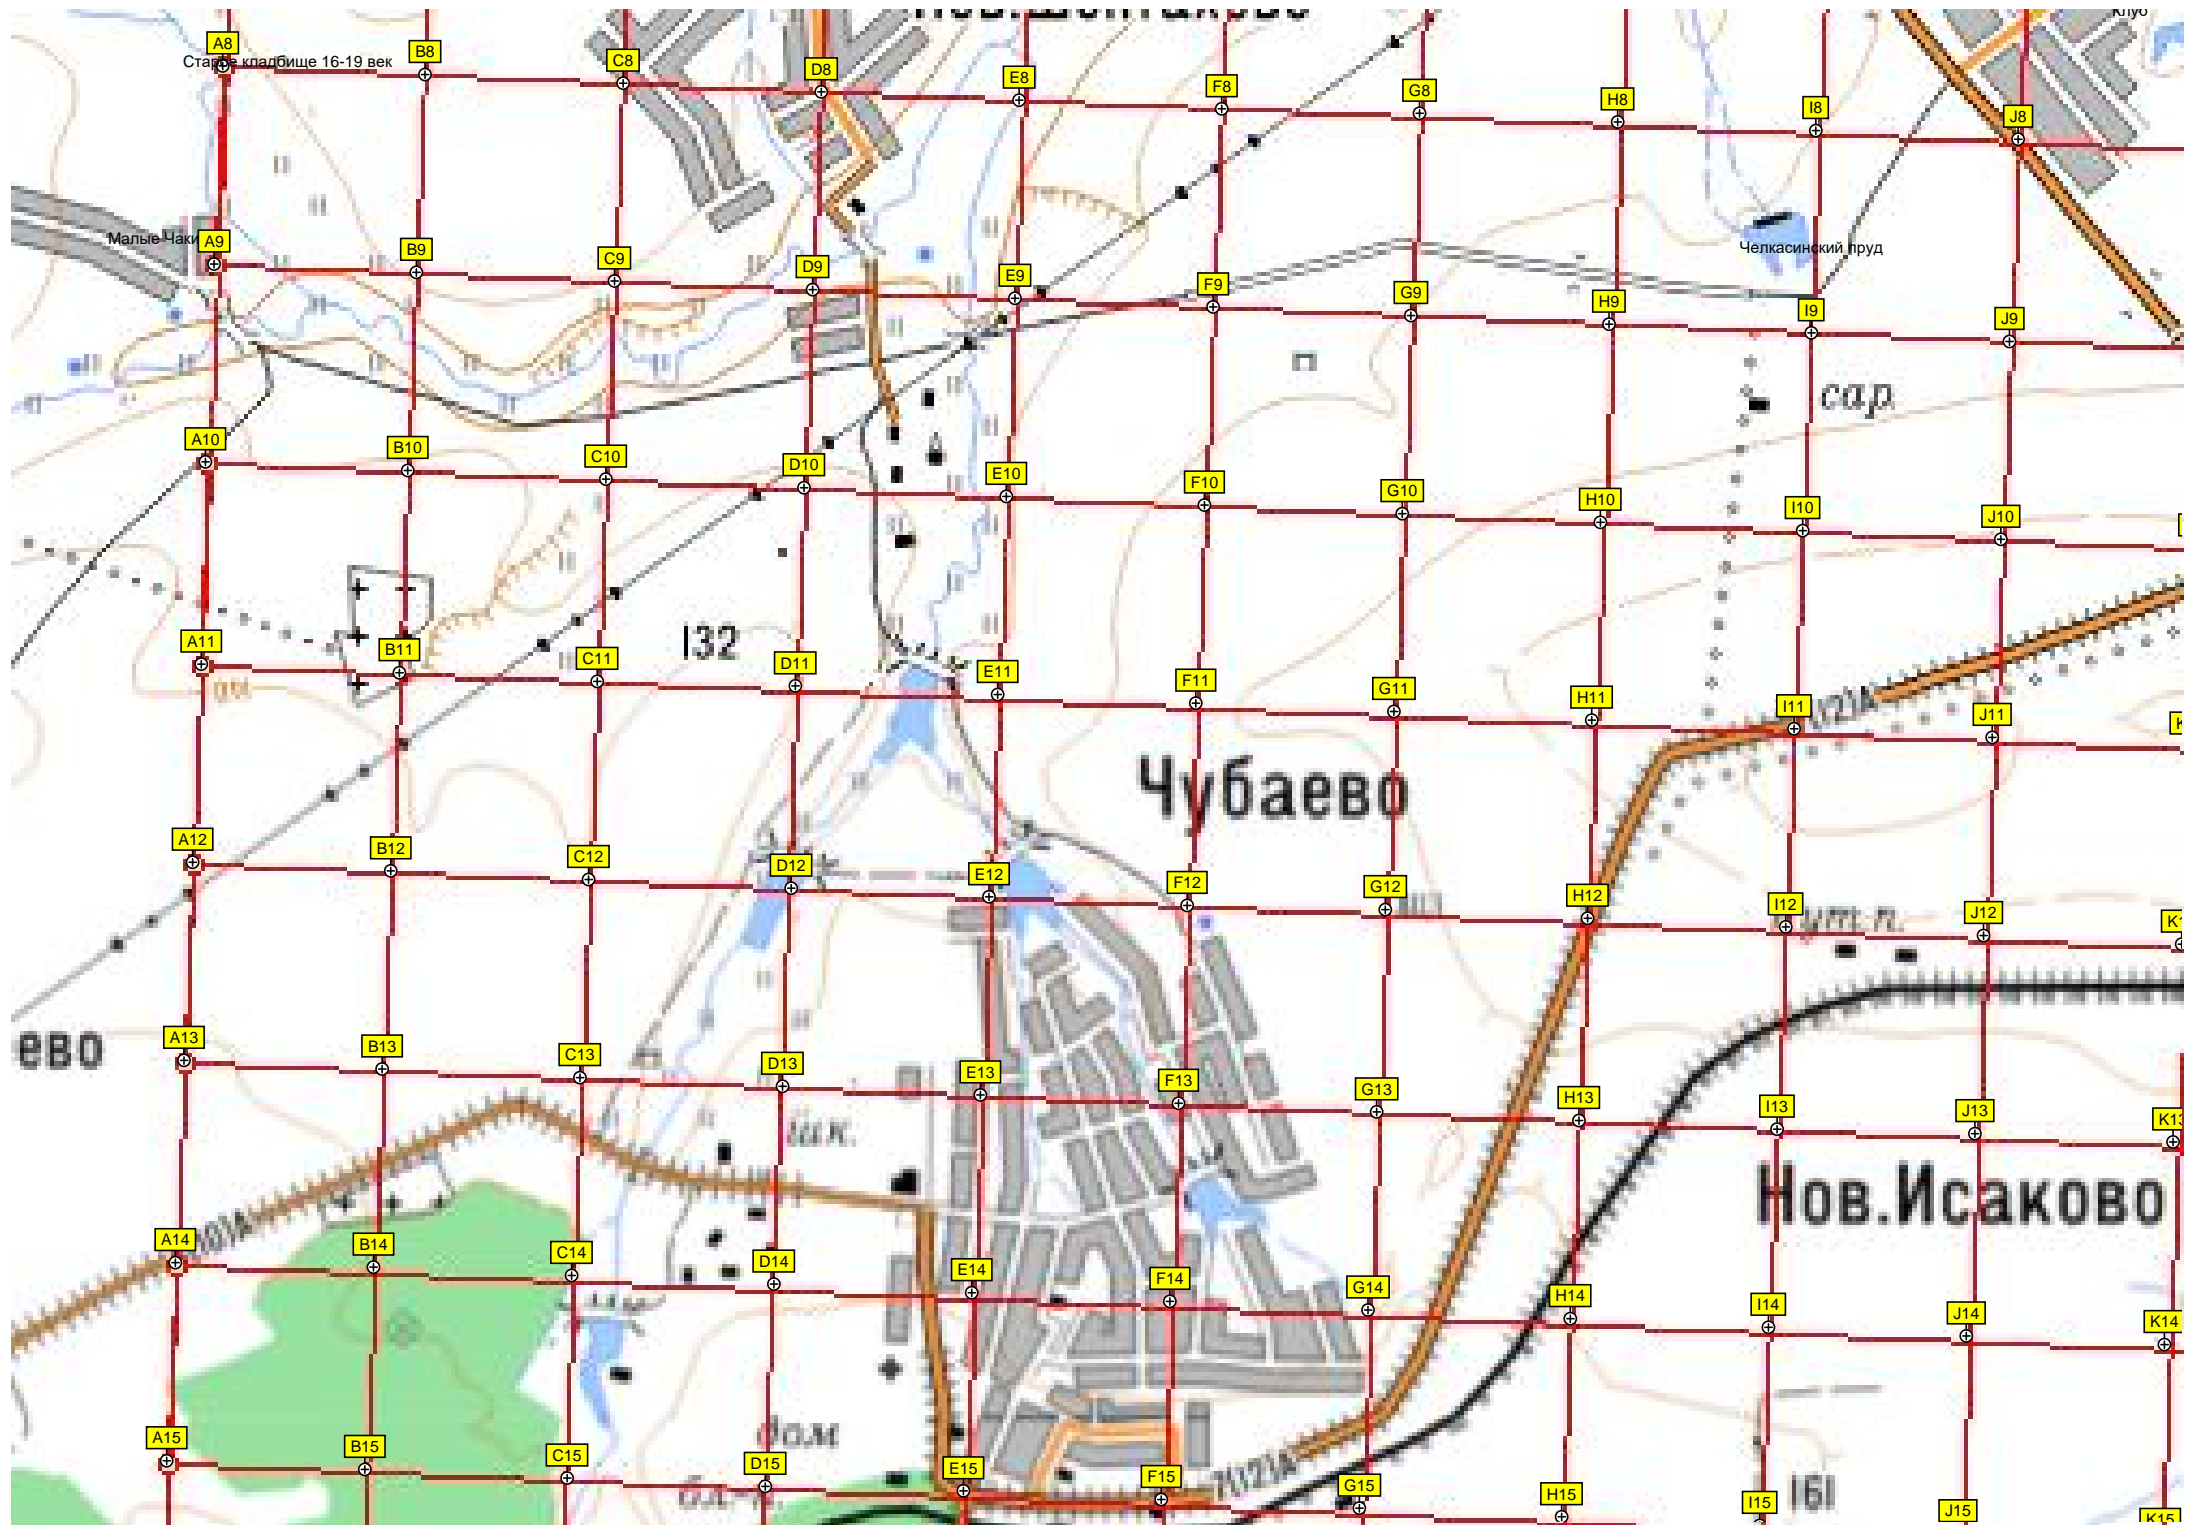 Клуб
A8 B8 C8 D8 E8 F8 G8 H8 I8 J8
Старое кладбище 16-19 век
Малые Чаки
Челкасинский пруд
A9 B9 C9 D9 E9 F9 G9 H9 I9 J9
сар.
A10 B10 C10 D10 E10 F10 G10 H10 I10 J10
132
A11 B11 C11 D11 E11 F11 G11 H11 I11 J11
Чубаево
A12 B12 C12 D12 E12 F12 G12 H12 I12 J12
ево
A13 B13 C13 D13 E13 F13 G13 H13 I13 J13 K13
шк.
Нов.Исаково
A14 B14 C14 D14 E14 F14 G14 H14 I14 J14 K14
дом
A15 B15 C15 D15 E15 F15 G15 H15 I15 J15 K15
7(12)А
161